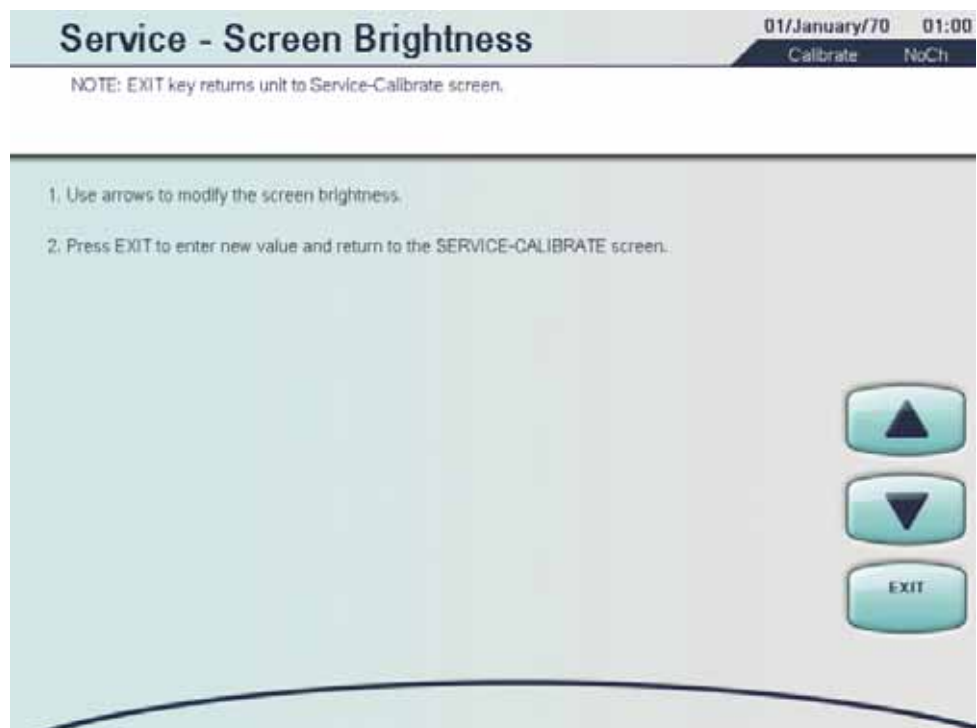 Service - Screen Brightness
01/January/70 01:00
Calibrate NoCh
NOTE: EXIT key returns unit to Service-Calibrate screen.
1. Use arrows to modify the screen brightness.
2. Press EXIT to enter new value and return to the SERVICE-CALIBRATE screen.
EXIT